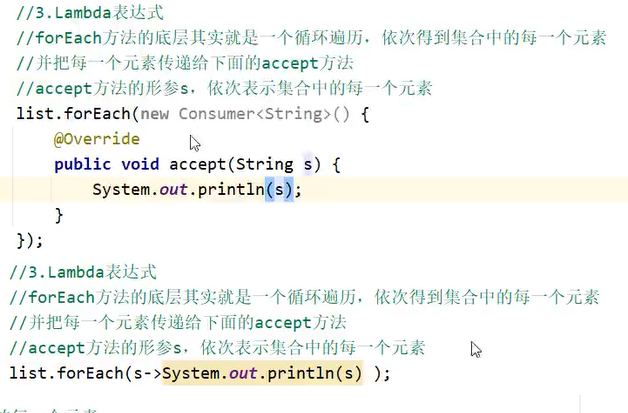 //3.Lambda表达式
//forEach方法的底层其实就是一个循环遍历，依次得到集合中的每一个元素
//并把每一个元素传递给下面的accept方法
//accept方法的形参s，依次表示集合中的每一个元素
list.forEach(new Consumer<String>() {
@Override
public void accept(String s) {
System.out.println(s);
}
});
//3.Lambda表达式
//forEach方法的底层其实就是一个循环遍历，依次得到集合中的每一个元素
//并把每一个元素传递给下面的accept方法
//accept方法的形参s，依次表示集合中的每一个元素
list.forEach(s->System.out.println(s) );